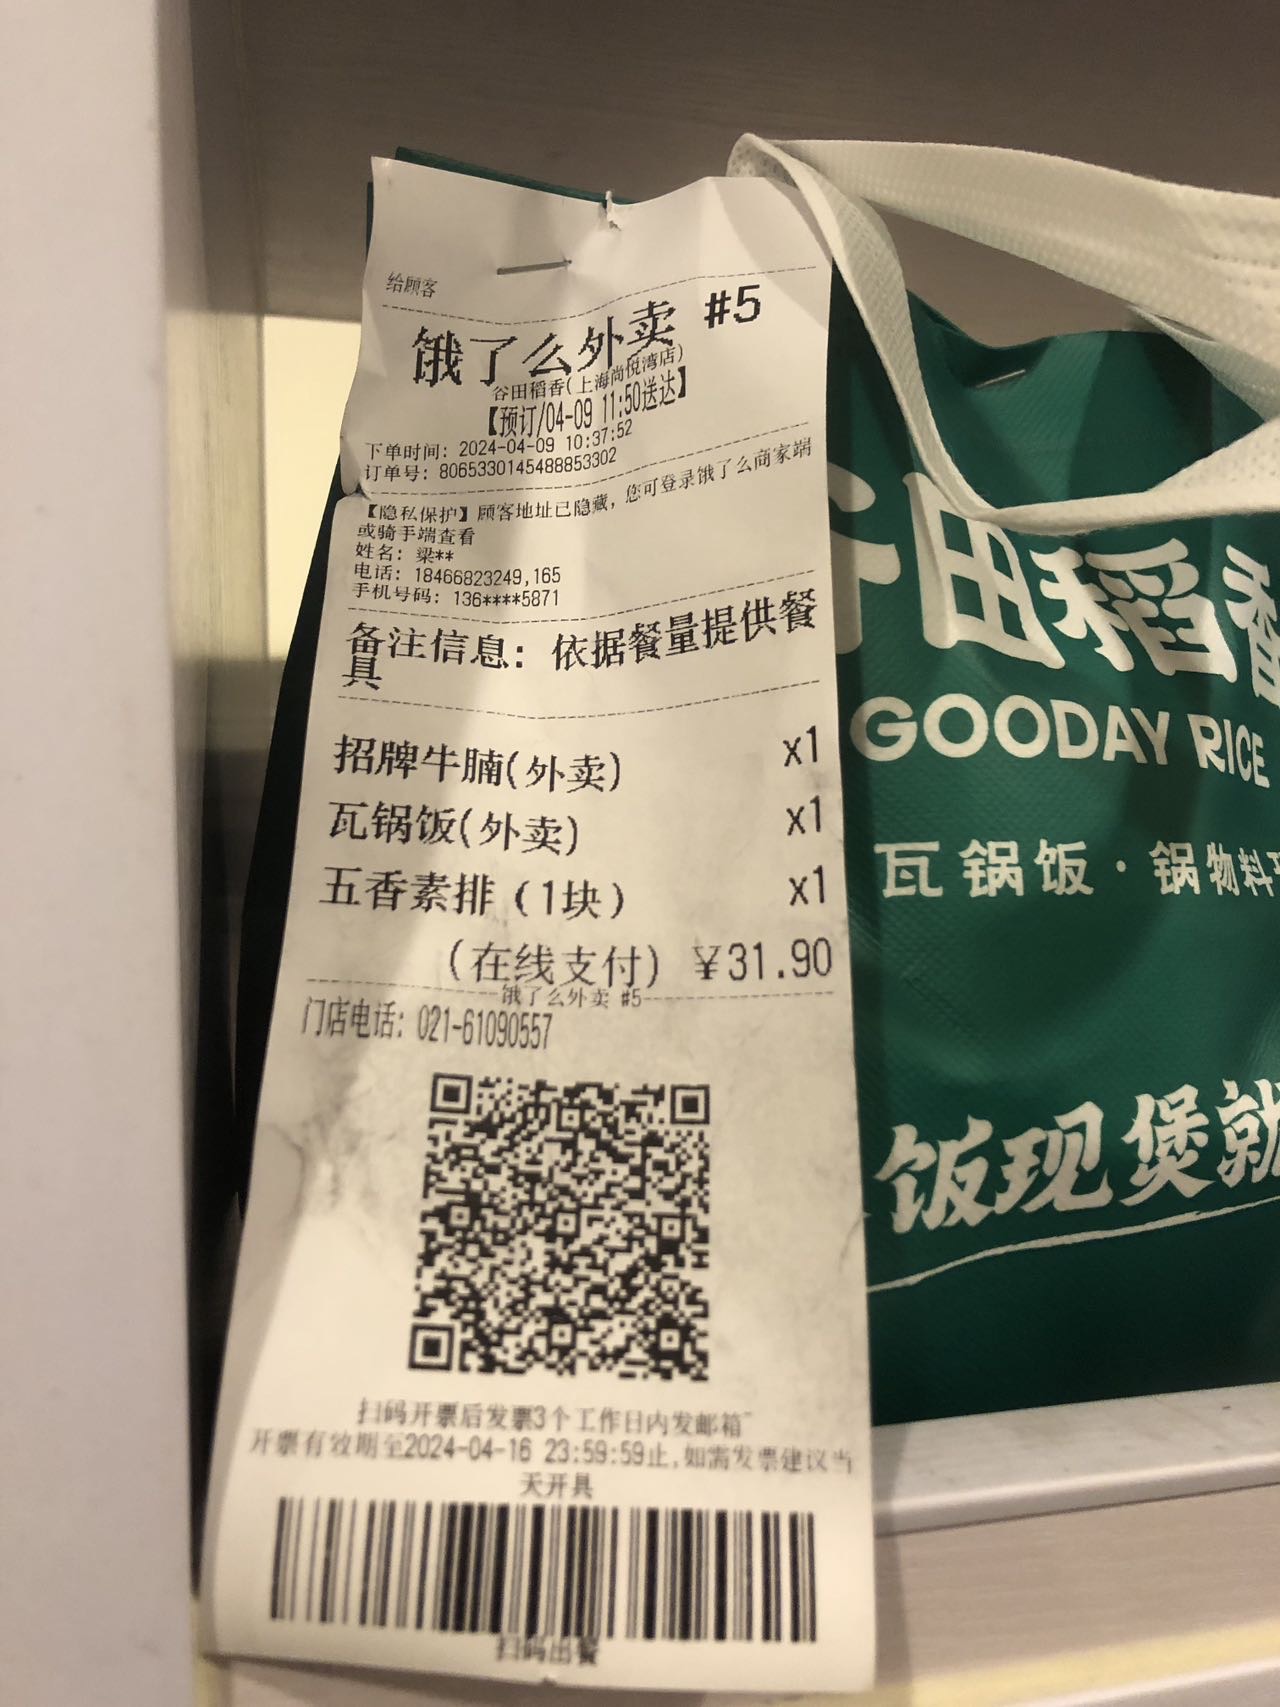 给顾客
饿了么外卖 #5
谷田稻香(上海尚悦湾店)
【预订/04-09 11:50送达】
下单时间: 2024-04-09 10:37:52
订单号: 8065330145488853302
【隐私保护】顾客地址已隐藏, 您可登录饿了么商家端
或骑手端查看
姓名: 梁**
电话: 18466823249,165
手机号码: 136****5871
备注信息: 依据餐量提供餐
具
招牌牛腩(外卖) x1
瓦锅饭(外卖) x1
五香素排 (1块) x1
(在线支付) ￥31.90
饿了么外卖 #5
门店电话: 021-61090557
扫码开票后发票3个工作日内发邮箱
开票有效期至2024-04-16 23:59:59止,如需发票建议当
天开具
扫码出餐
田稻香
GOODAY RICE
瓦锅饭·锅物料
饭现煲就